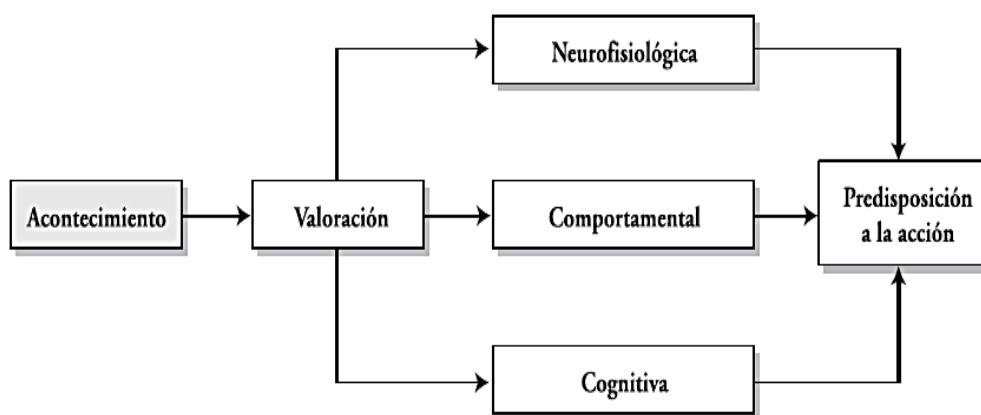 Neurofisiológica
Acontecimiento
Valoración
Comportamental
Predisposición
a la acción
Cognitiva